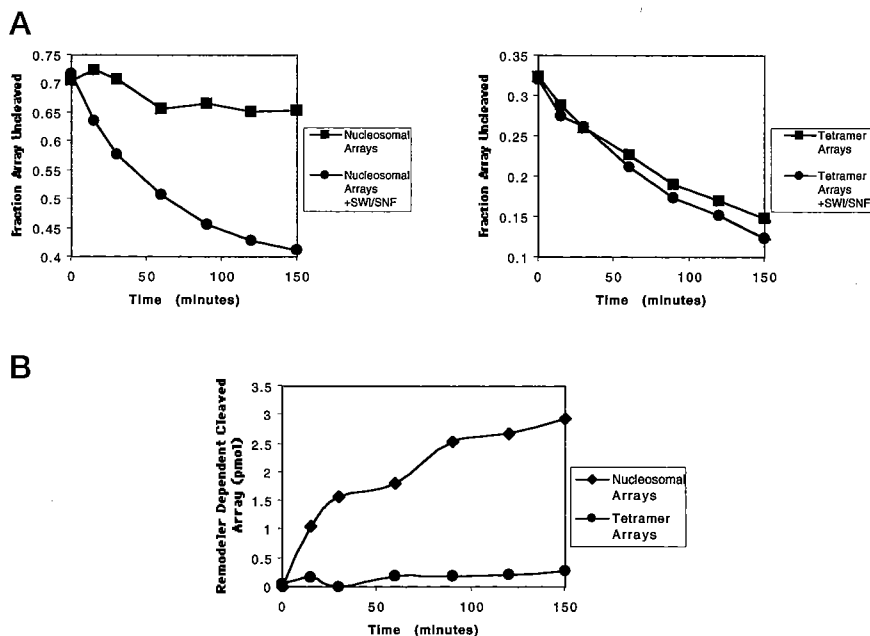 A
Fraction Array Uncleaved
0.75
0.7
0.65
0.6
0.55
0.5
0.45
0.4
0
50
100
150
Time (minutes)
Nucleosomal
Arrays
Nucleosomal
Arrays
+SWI/SNF
Fraction Array Uncleaved
0.35
0.3
0.25
0.2
0.15
0.1
0
50
100
150
Time (minutes)
Tetramer
Arrays
Tetramer
Arrays
+SWI/SNF
B
Remodeler Dependent Cleaved
Array (pmol)
3.5
3
2.5
2
1.5
1
0.5
0
0
50
100
150
Time (minutes)
Nucleosomal
Arrays
Tetramer
Arrays